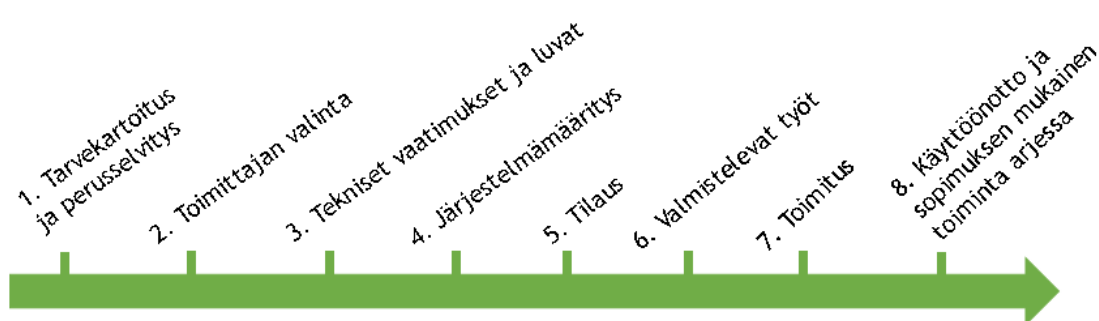 1. Tarvekartoitus
ja perusselvitys
2. Toimittajan valinta
3. Tekniset vaatimukset ja luvat
4. Järjestelmämääritys
5. Tilaus
6. Valmistelevat työt
7. Toimitus
8. Käyttöönotto ja
sopimuksen mukainen
toiminta arjessa